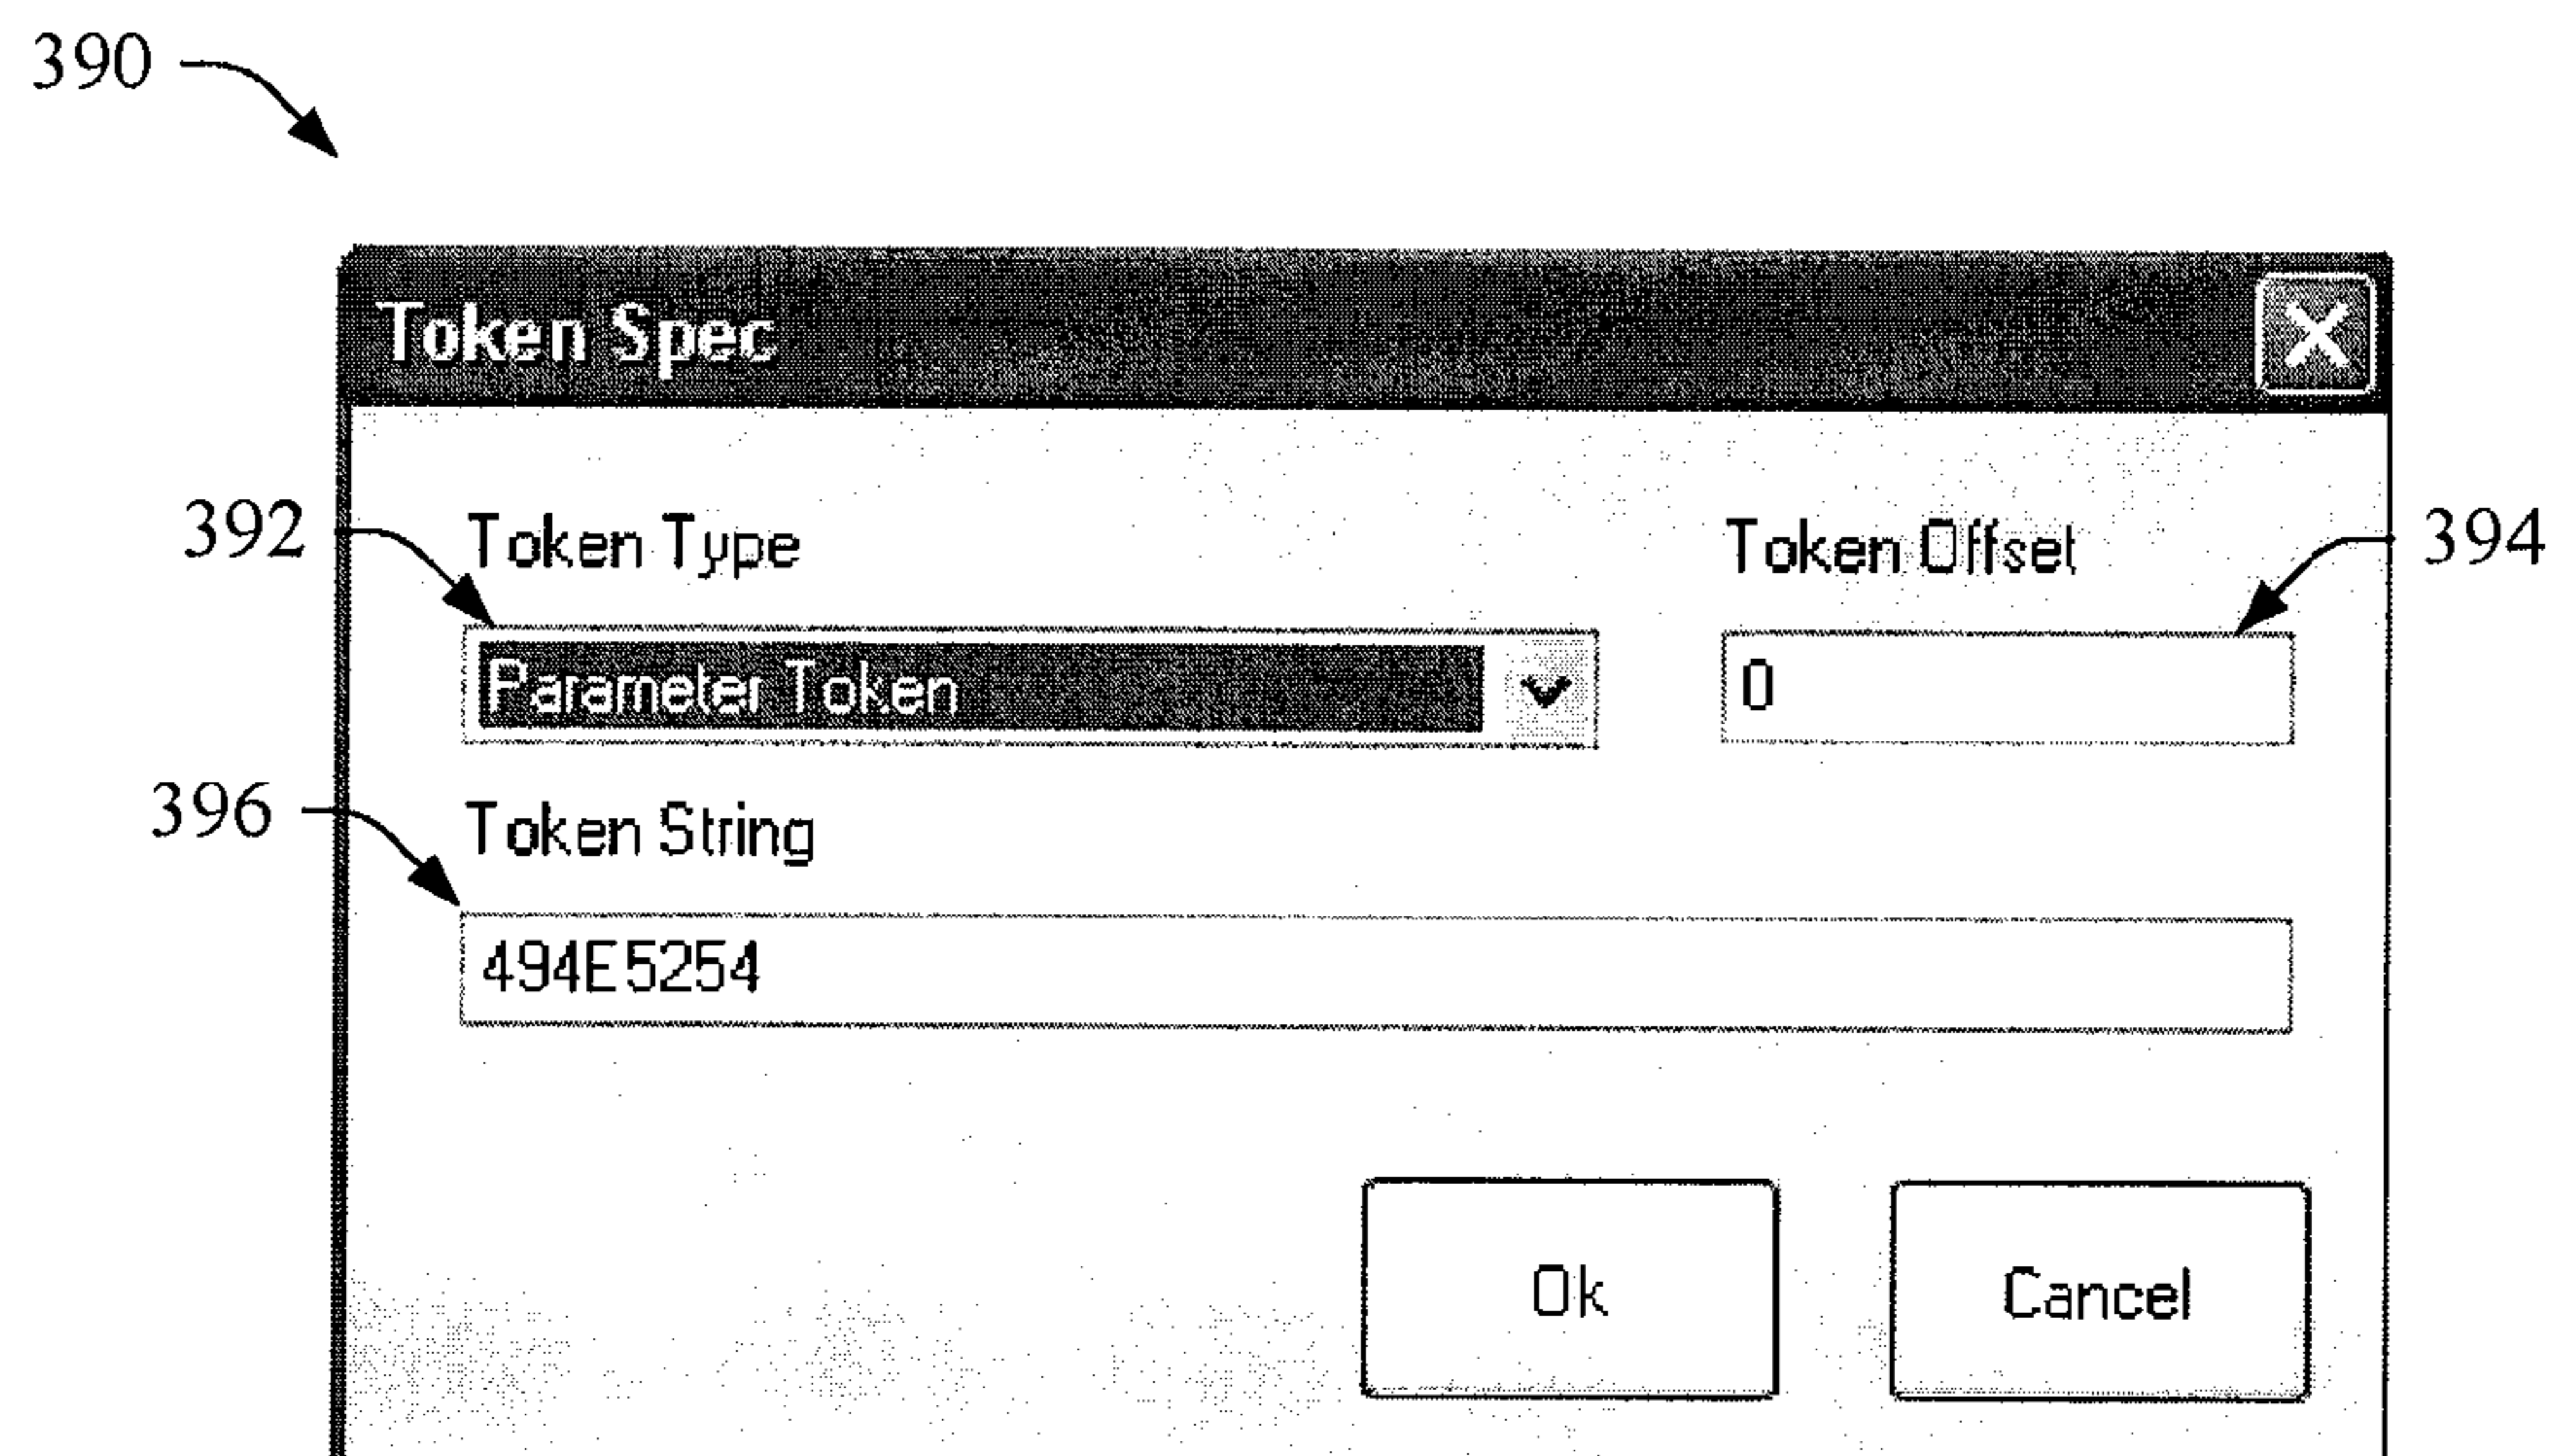 390
Token Spec
392 Token Type Token Offset 394
Parameter Token 0
396 Token String
494E5254
Ok Cancel